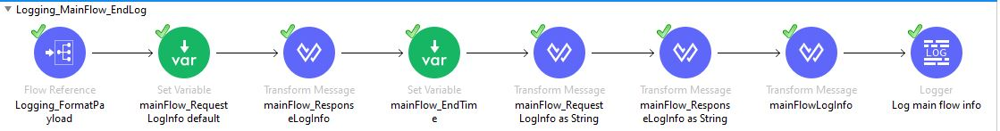 Logging_MainFlow_EndLog
var
var
LOG
Flow Reference
Set Variable
Transform Message
Set Variable
Transform Message
Transform Message
Transform Message
Logger
Logging_FormatPa
yload
mainFlow_Request
LogInfo default
mainFlow_Respon
seLogInfo
mainFlow_EndTim
e
mainFlow_Request
LogInfo as String
mainFlow_Respon
seLogInfo as String
mainFlowLogInfo
Log main flow info